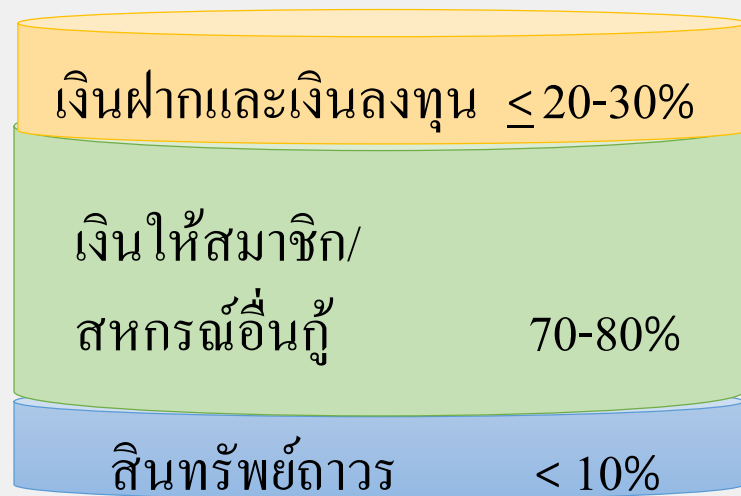 เงินฝากและเงินลงทุน ≤ 20-30%
เงินให้สมาชิก/
สหกรณ์อื่นกู้ 70-80%
สินทรัพย์ถาวร < 10%